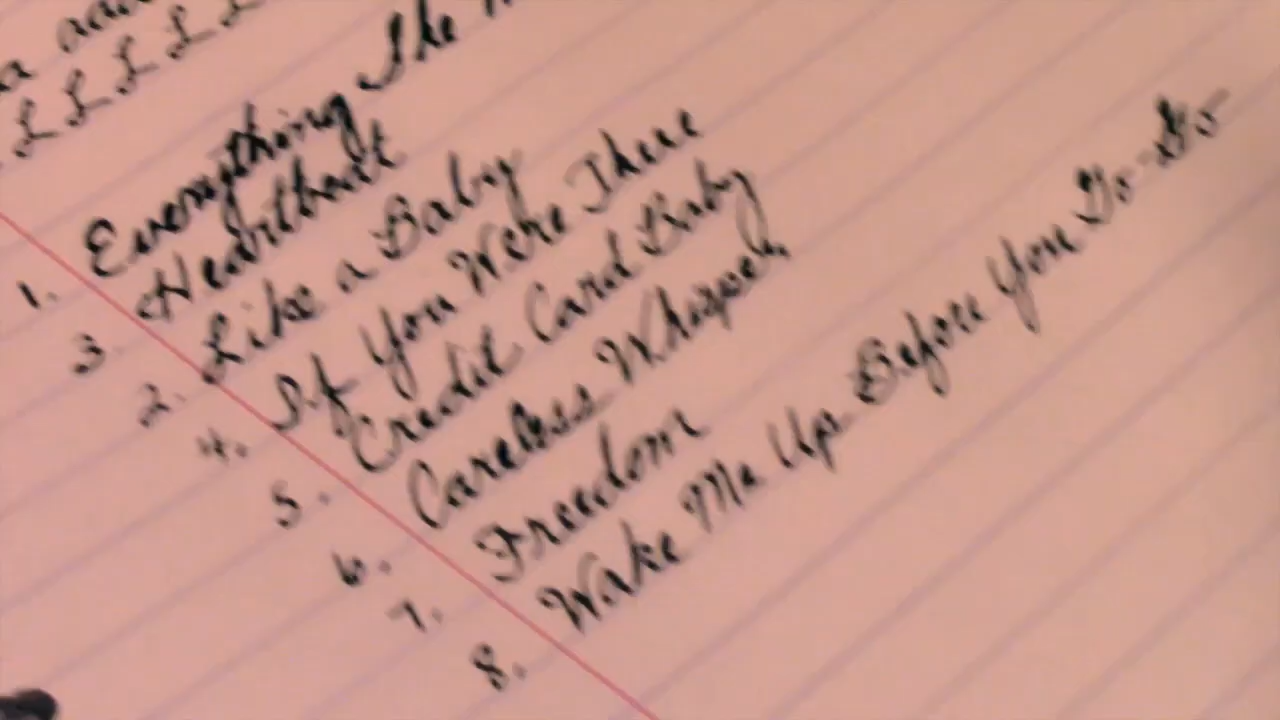 £ £ £ £ £
1. Everything She
3. Heartbeat
2. Like a Baby
4. If You Were There
5. Credit Card Baby
6. Careless Whisper
7. Freedom
8. Wake Me Up Before You Go-Go